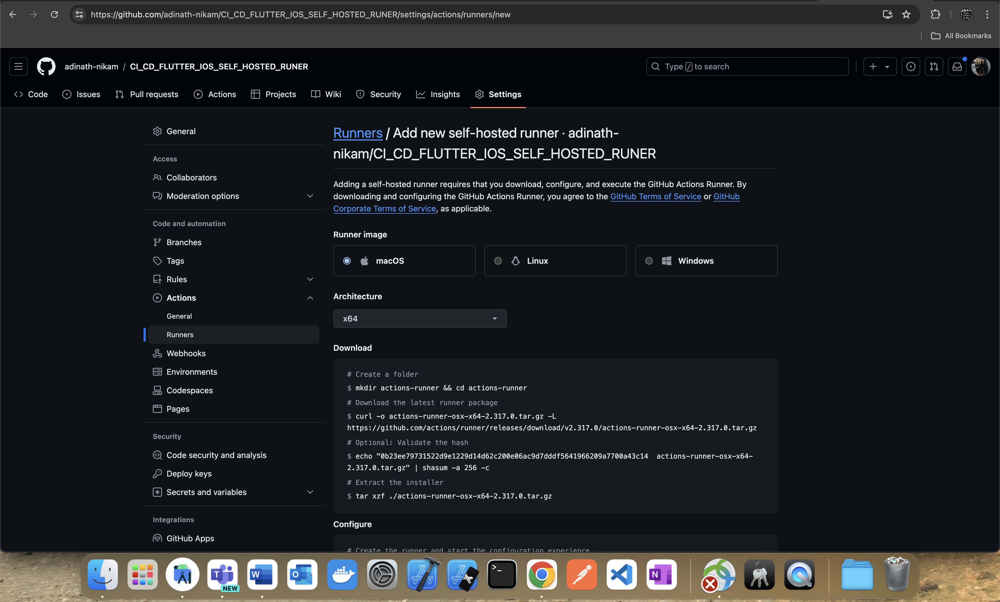 https://github.com/adinath-nikam/CI_CD_FLUTTER_IOS_SELF_HOSTED_RUNER/settings/actions/runners/new
All Bookmarks
adinath-nikam / CI_CD_FLUTTER_IOS_SELF_HOSTED_RUNER
Type / to search
Code
Issues
Pull requests
Actions
Projects
Wiki
Security
Insights
Settings
General
Access
Collaborators
Moderation options
Code and automation
Branches
Tags
Rules
Actions
General
Runners
Webhooks
Environments
Codespaces
Pages
Security
Code security and analysis
Deploy keys
Secrets and variables
Integrations
GitHub Apps
Runners / Add new self-hosted runner · adinath-
nikam/CI_CD_FLUTTER_IOS_SELF_HOSTED_RUNER
Adding a self-hosted runner requires that you download, configure, and execute the GitHub Actions Runner. By
downloading and configuring the GitHub Actions Runner, you agree to the GitHub Terms of Service or GitHub
Corporate Terms of Service, as applicable.
Runner image
macOS
Linux
Windows
Architecture
x64
Download
# Create a folder
$ mkdir actions-runner && cd actions-runner
# Download the latest runner package
$ curl -o actions-runner-osx-x64-2.317.0.tar.gz -L
https://github.com/actions/runner/releases/download/v2.317.0/actions-runner-osx-x64-2.317.0.tar.gz
# Optional: Validate the hash
$ echo "0b23ee79731522d9e1229d14d62c200e06ac9d7dddf5641966209a7700a43c14  actions-runner-osx-x64-
2.317.0.tar.gz" | shasum -a 256 -c
# Extract the installer
$ tar xzf ./actions-runner-osx-x64-2.317.0.tar.gz
Configure
# Create the runner and start the configuration experience
T
NEW
W
O
>_
N